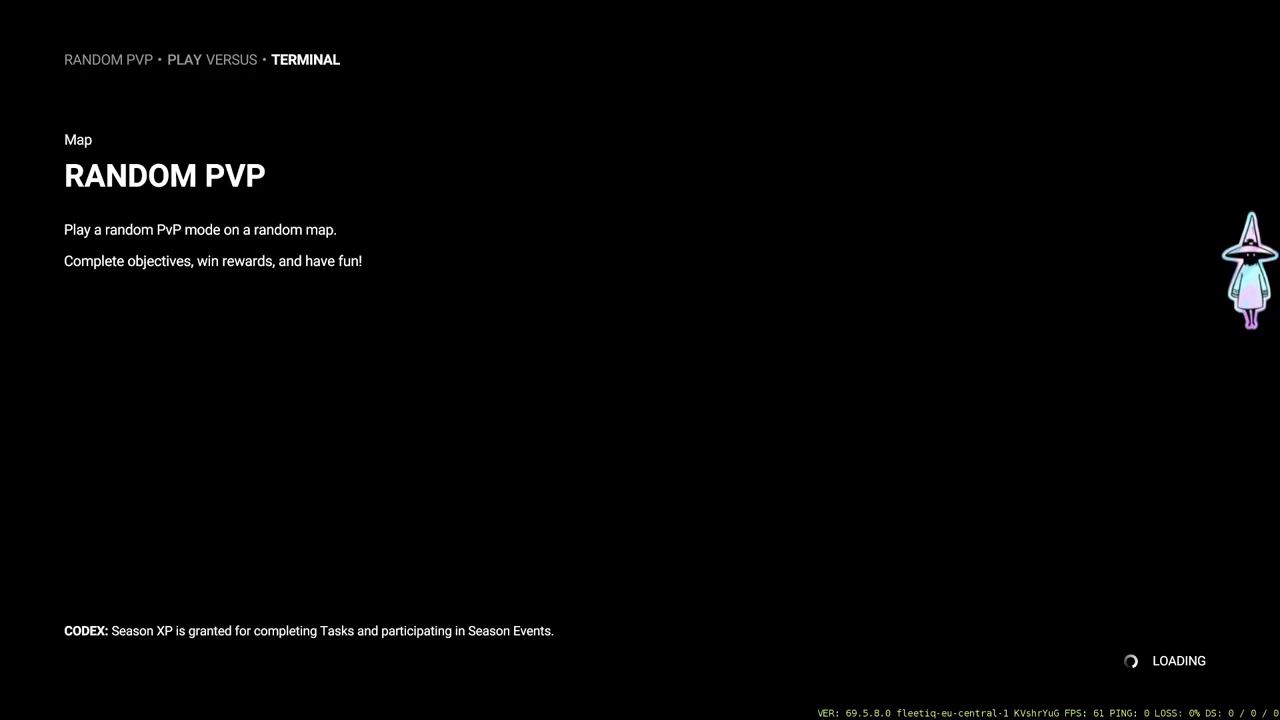 RANDOM PVP • PLAY VERSUS • TERMINAL
Map
RANDOM PVP
Play a random PvP mode on a random map.
Complete objectives, win rewards, and have fun!
CODEX: Season XP is granted for completing Tasks and participating in Season Events.
LOADING
VER: 69.5.8.0 fleetiq-eu-central-1 KVshrYuG FPS: 61 PING: 0 LOSS: 0% DS: 0 / 0 / 0